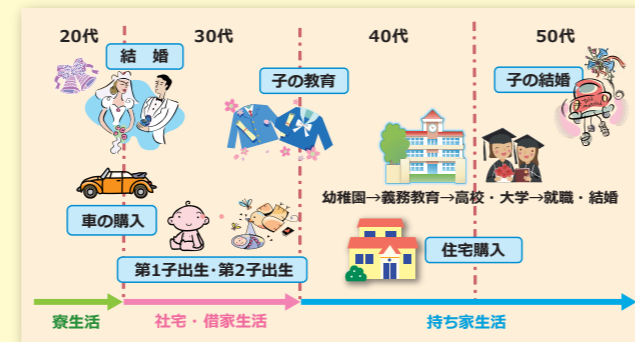 20代
30代
40代
50代
結　婚
子の教育
子の結婚
幼稚園→義務教育→高校・大学→就職・結婚
車の購入
住宅購入
第1子出生･第2子出生
寮生活
社宅・借家生活
持ち家生活